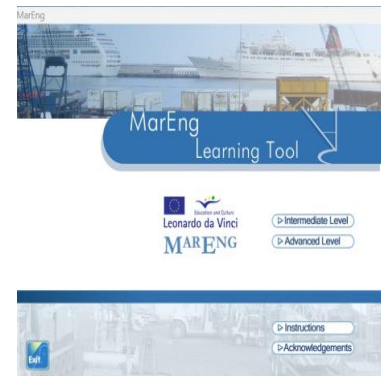 MarEng
MarEng
Learning Tool
Education and Culture
Leonardo da Vinci
MARENG
Intermediate Level
Advanced Level
Instructions
Acknowledgements
Exit